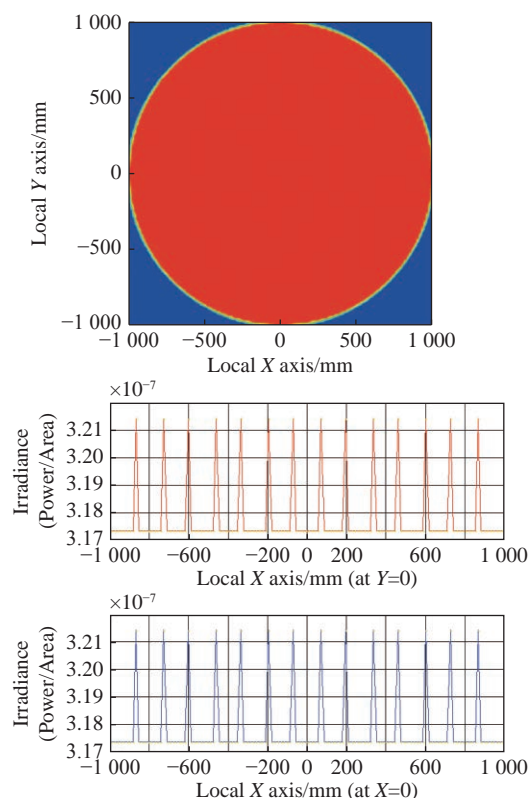 1 000
500
0
−500
−1 000
Local Y axis/mm
−1 000 −500 0 500 1 000
Local X axis/mm
×10⁻⁷
3.21
3.20
3.19
3.18
3.17
Irradiance
(Power/Area)
−1 000 −600 −200 0 200 600 1 000
Local X axis/mm (at Y=0)
×10⁻⁷
3.21
3.20
3.19
3.18
3.17
Irradiance
(Power/Area)
−1 000 −600 −200 0 200 600 1 000
Local X axis/mm (at X=0)